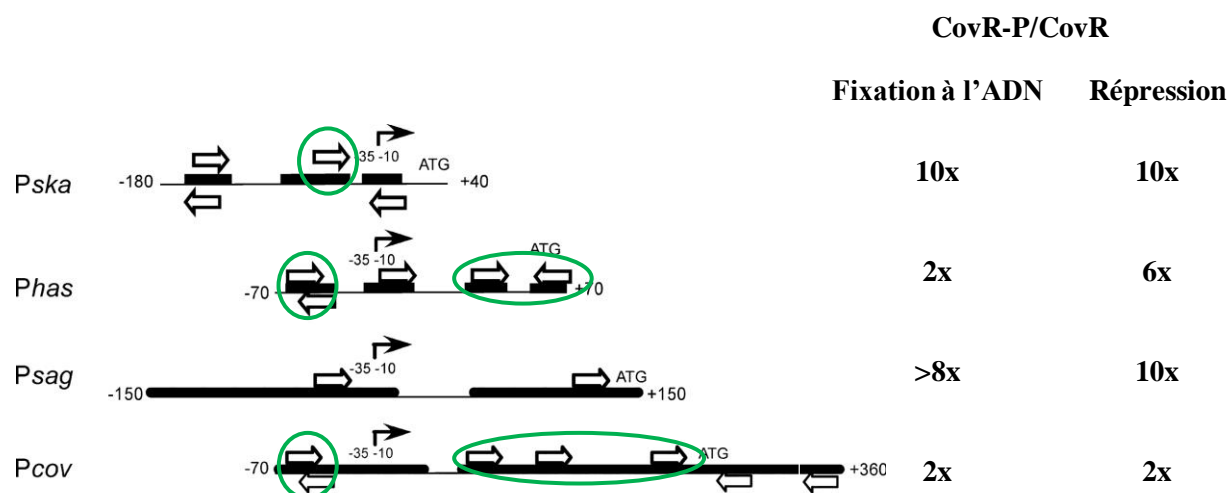 CovR-P/CovR
Fixation à l’ADN Répression
-35 -10 ATG
Pska -180 +40 10x 10x
-35 -10 ATG
Phas -70 +70 2x 6x
-35 -10 ATG
Psag -150 +150 >8x 10x
-35 -10 ATG
Pcov -70 +360 2x 2x